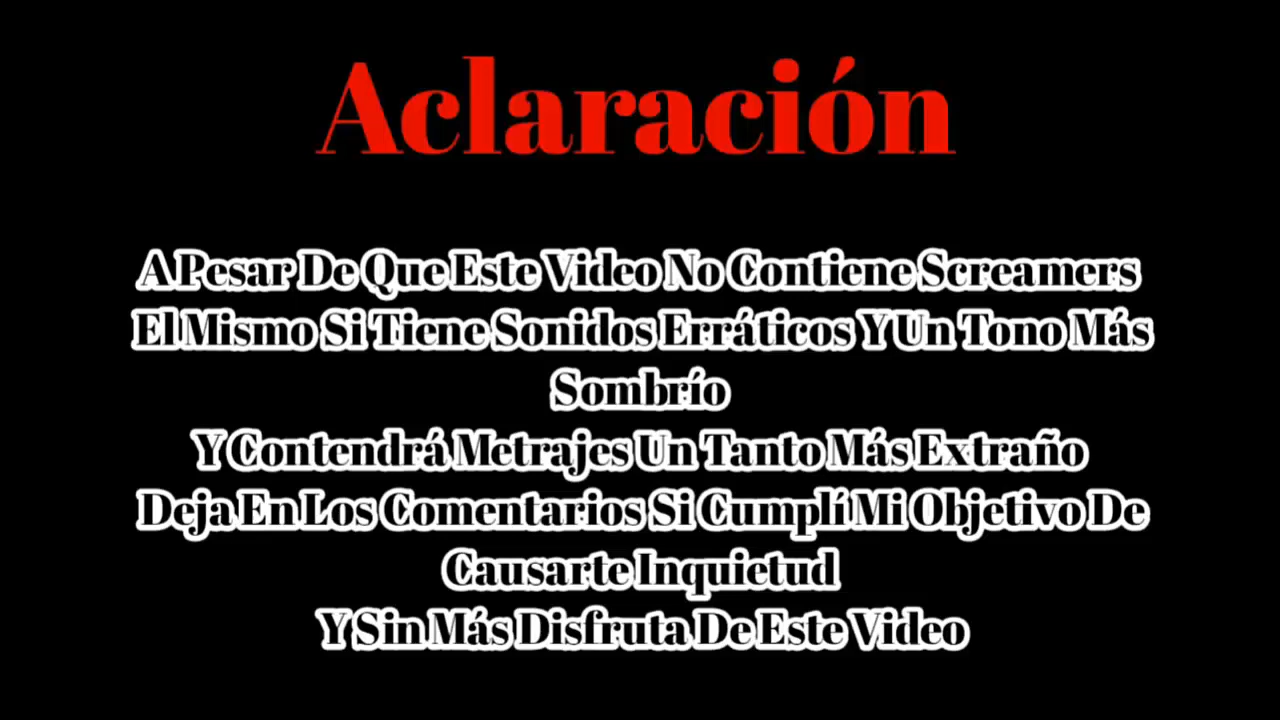 Aclaración
A Pesar De Que Este Video No Contiene Screamers
El Mismo Si Tiene Sonidos Erráticos Y Un Tono Más
Sombrío
Y Contendrá Metrajes Un Tanto Más Extraño
Deja En Los Comentarios Si Cumplí Mi Objetivo De
Causarte Inquietud
Y Sin Más Disfruta De Este Video